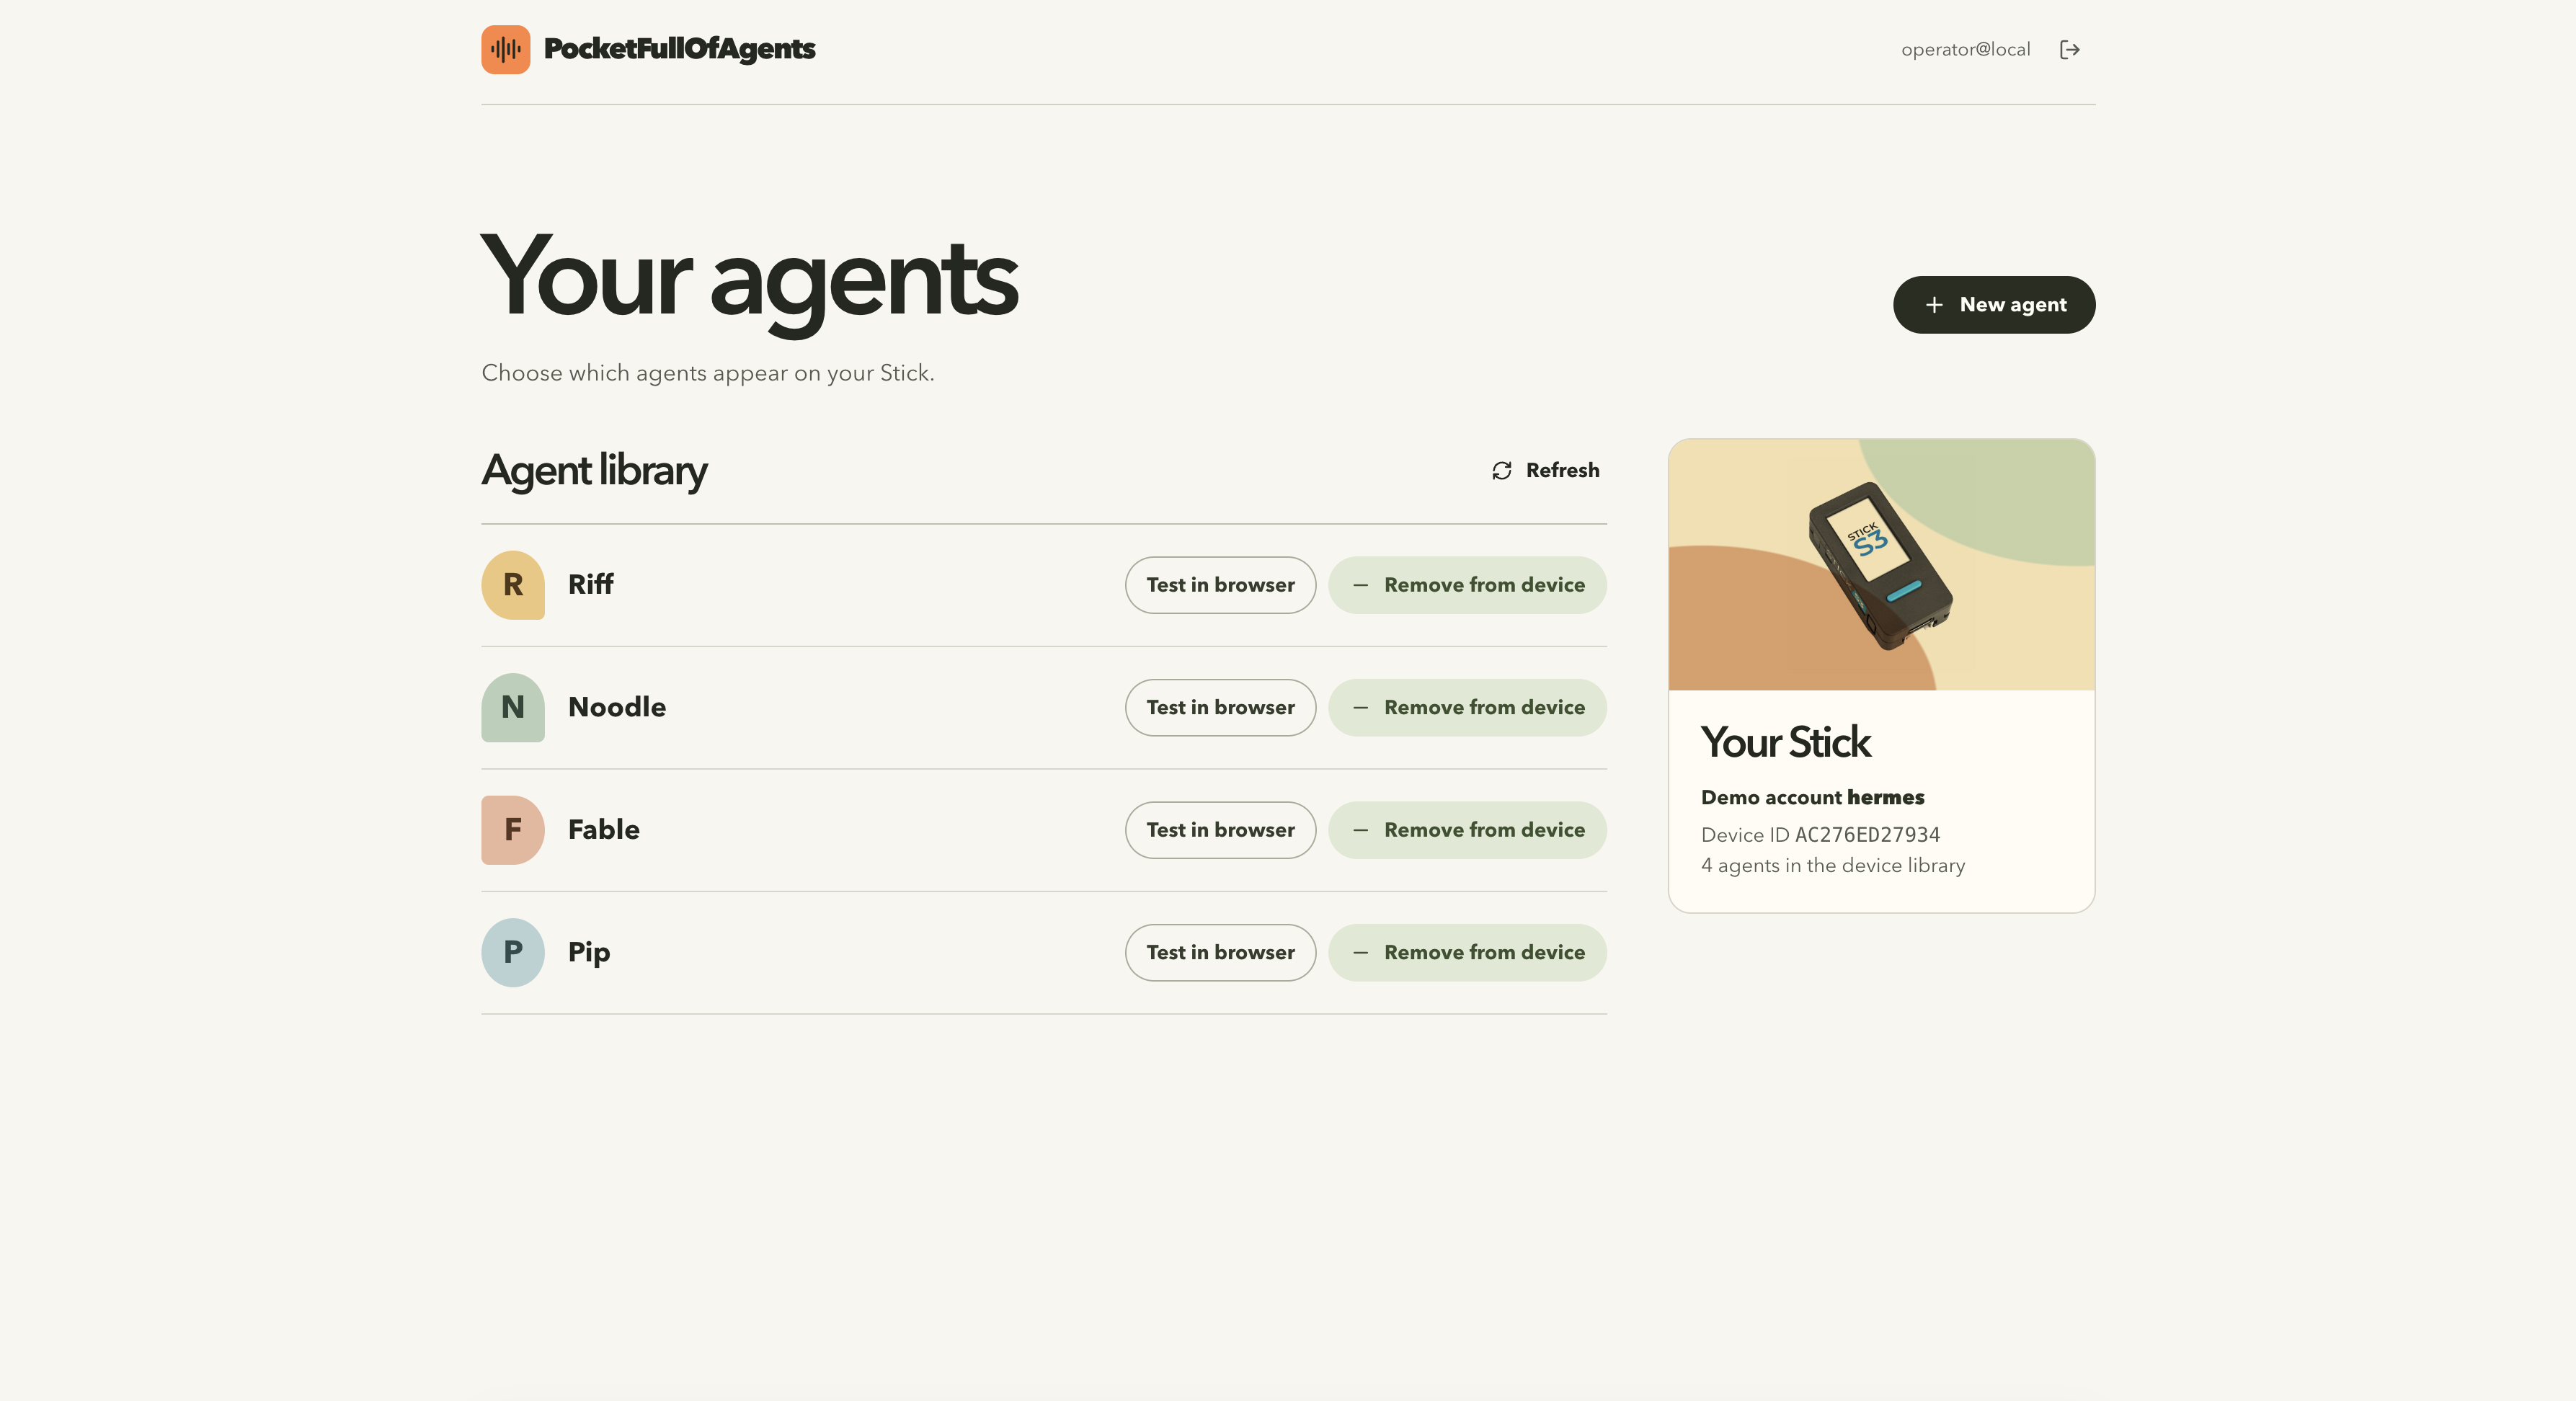 PocketFullOfAgents
operator@local
Your agents
New agent
Choose which agents appear on your Stick.
Agent library
Refresh
R
Riff
Test in browser
Remove from device
N
Noodle
Test in browser
Remove from device
F
Fable
Test in browser
Remove from device
P
Pip
Test in browser
Remove from device
STICK
S3
Your Stick
Demo account hermes
Device ID AC276ED27934
4 agents in the device library